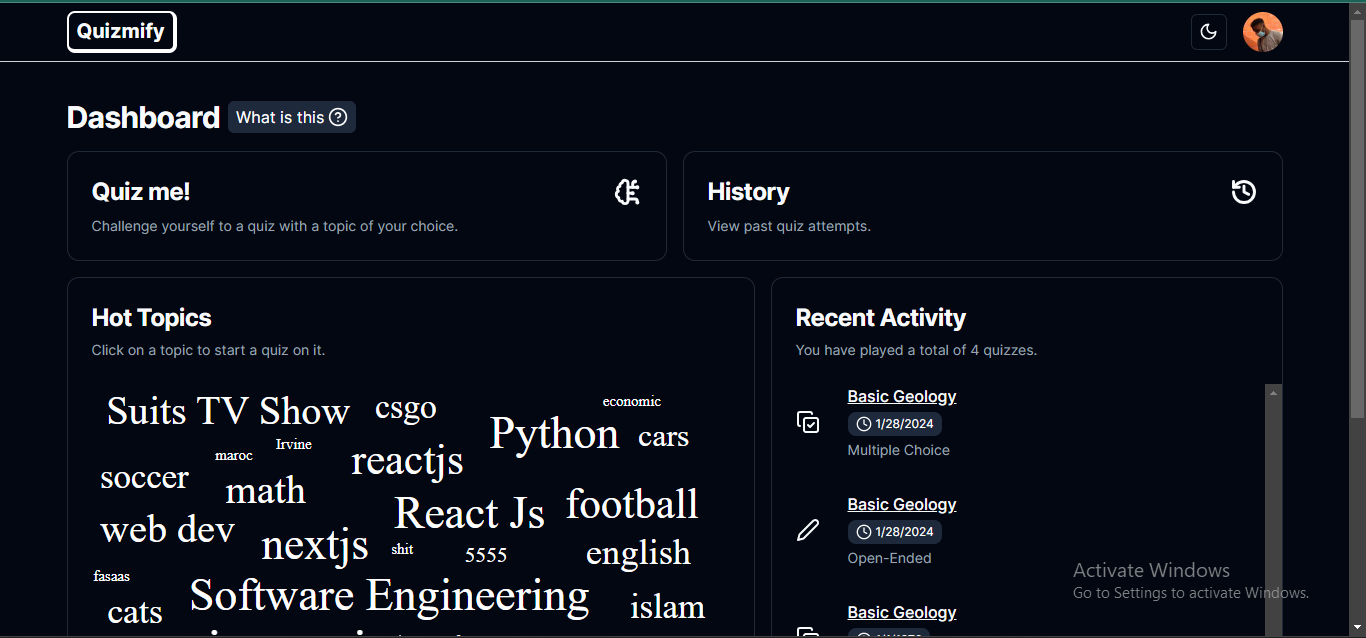 Quizmify
Dashboard
What is this
Quiz me!
Challenge yourself to a quiz with a topic of your choice.
History
View past quiz attempts.
Hot Topics
Click on a topic to start a quiz on it.
Suits TV Show
csgo
economic
Python
cars
Irvine
maroc
reactjs
soccer
math
React Js
football
web dev
nextjs
shit
5555
english
fasaas
Software Engineering
cats
islam
Recent Activity
You have played a total of 4 quizzes.
Basic Geology
1/28/2024
Multiple Choice
Basic Geology
1/28/2024
Open-Ended
Basic Geology
Activate Windows
Go to Settings to activate Windows.